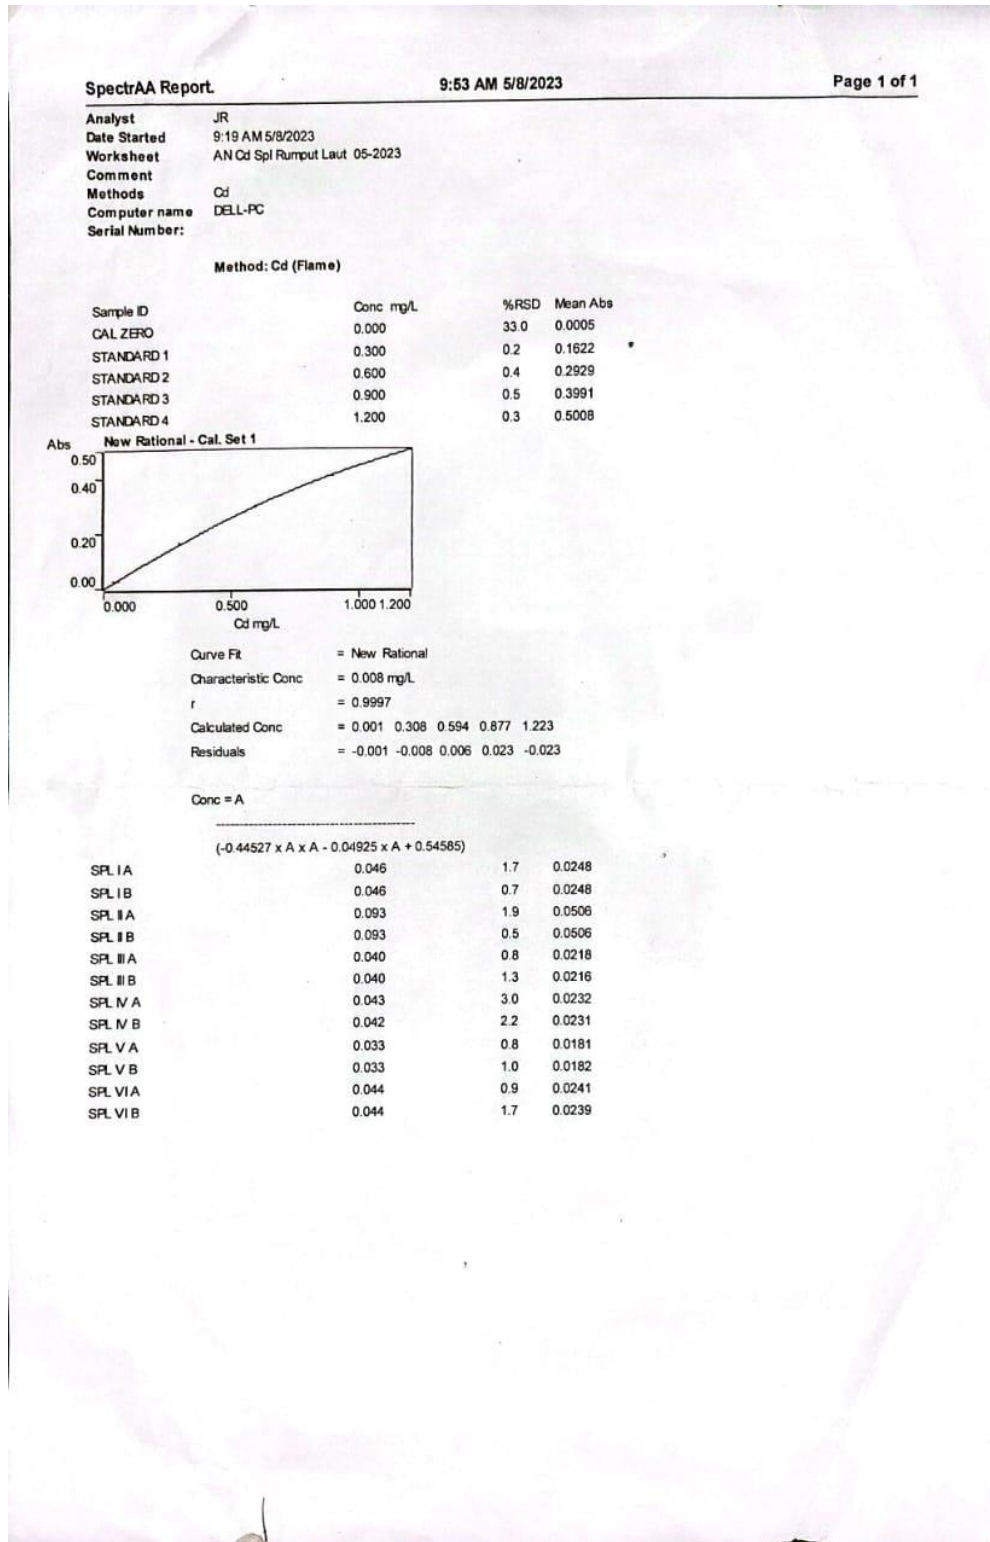 SpectrAA Report. 9:53 AM 5/8/2023 Page 1 of 1
Analyst JR
Date Started 9:19 AM 5/8/2023
Worksheet AN Cd Spl Rumput Laut 05-2023
Comment
Methods Cd
Computer name DELL-PC
Serial Number:
Method: Cd (Flame)
Sample ID Conc mg/L %RSD Mean Abs
CAL ZERO 0.000 33.0 0.0005
STANDARD 1 0.300 0.2 0.1622
STANDARD 2 0.600 0.4 0.2929
STANDARD 3 0.900 0.5 0.3991
STANDARD 4 1.200 0.3 0.5008
Abs New Rational - Cal. Set 1
0.50
0.40
0.20
0.00
0.000 0.500 1.000 1.200
Cd mg/L
Curve Fit = New Rational
Characteristic Conc = 0.008 mg/L
r = 0.9997
Calculated Conc = 0.001 0.308 0.594 0.877 1.223
Residuals = -0.001 -0.008 0.006 0.023 -0.023
Conc = A
------------------------------------------
(-0.44527 x A x A - 0.04925 x A + 0.54585)
SPL I A 0.046 1.7 0.0248
SPL I B 0.046 0.7 0.0248
SPL II A 0.093 1.9 0.0506
SPL II B 0.093 0.5 0.0506
SPL III A 0.040 0.8 0.0218
SPL III B 0.040 1.3 0.0216
SPL IV A 0.043 3.0 0.0232
SPL IV B 0.042 2.2 0.0231
SPL V A 0.033 0.8 0.0181
SPL V B 0.033 1.0 0.0182
SPL VI A 0.044 0.9 0.0241
SPL VI B 0.044 1.7 0.0239